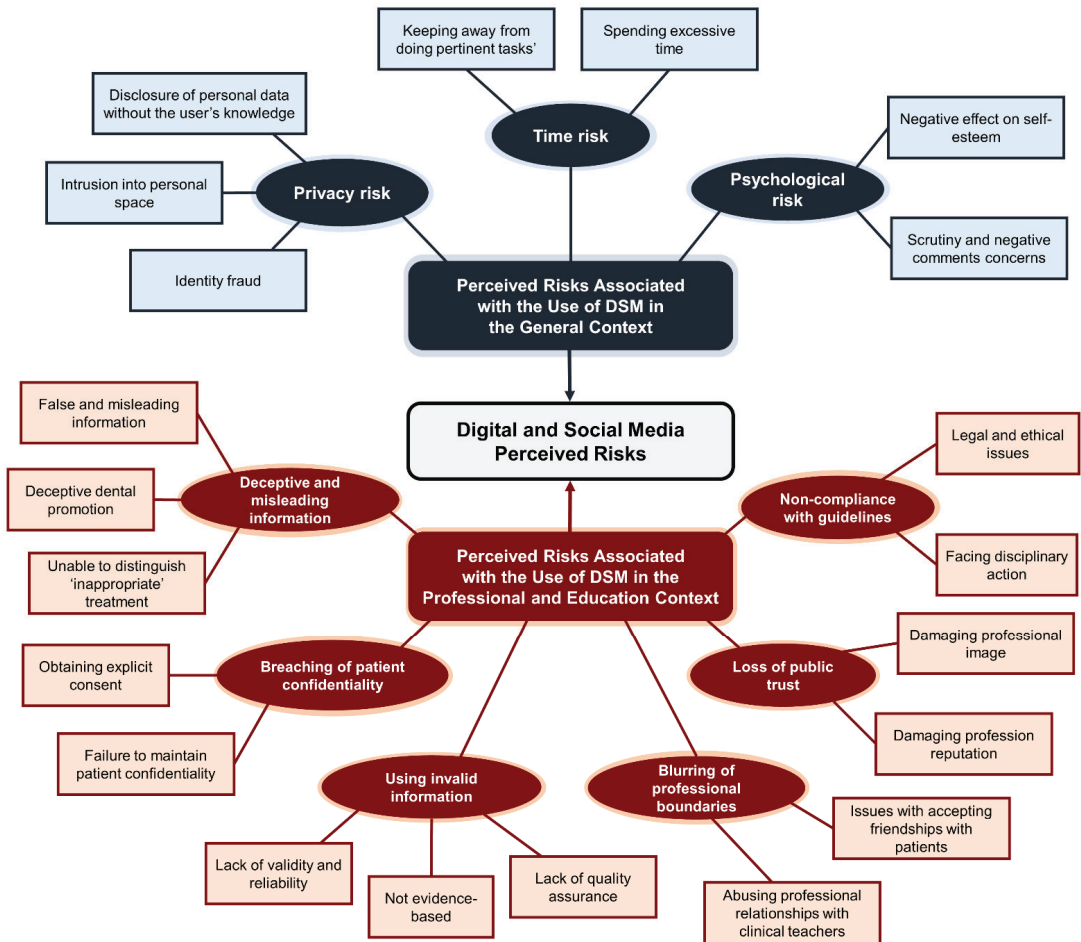 Keeping away from
doing pertinent tasks’
Spending excessive
time
Disclosure of personal data
without the user’s knowledge
Time risk
Negative effect on self-
esteem
Intrusion into personal
space
Privacy risk
Psychological
risk
Identity fraud
Scrutiny and negative
comments concerns
Perceived Risks Associated
with the Use of DSM in
the General Context
Digital and Social Media
Perceived Risks
False and misleading
information
Legal and ethical
issues
Deceptive dental
promotion
Deceptive and
misleading
information
Non-compliance
with guidelines
Unable to distinguish
‘inappropriate’
treatment
Perceived Risks Associated
with the Use of DSM in the
Professional and Education Context
Facing disciplinary
action
Obtaining explicit
consent
Breaching of patient
confidentiality
Loss of public
trust
Damaging professional
image
Failure to maintain
patient confidentiality
Damaging profession
reputation
Using invalid
information
Blurring of
professional
boundaries
Issues with accepting
friendships with
patients
Lack of validity and
reliability
Not evidence-
based
Lack of quality
assurance
Abusing professional
relationships with
clinical teachers